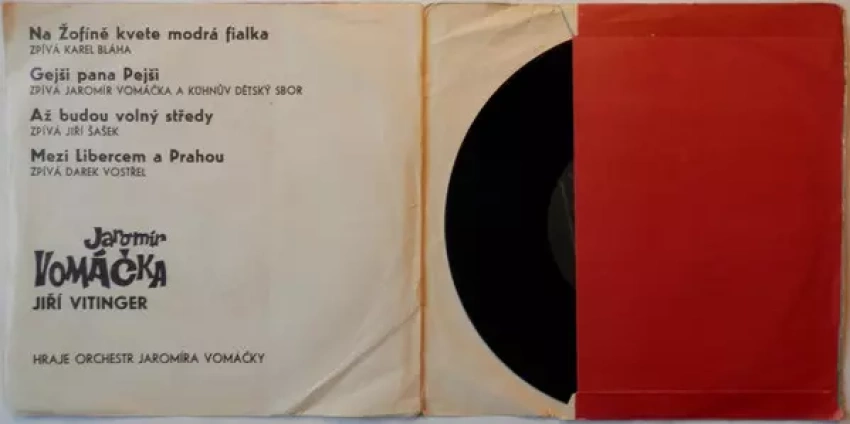 Na Žofíně kvete modrá fialka
ZPÍVÁ KAREL BLÁHA
Gejši pana Pejši
ZPÍVÁ JAROMÍR VOMÁČKA A KÜHNŮV DĚTSKÝ SBOR
Až budou volný středy
ZPÍVÁ JIŘÍ ŠAŠEK
Mezi Libercem a Prahou
ZPÍVÁ DAREK VOSTŘEL
Jaromír
VOMÁČKA
JIŘÍ VITINGER
HRAJE ORCHESTR JAROMÍRA VOMÁČKY